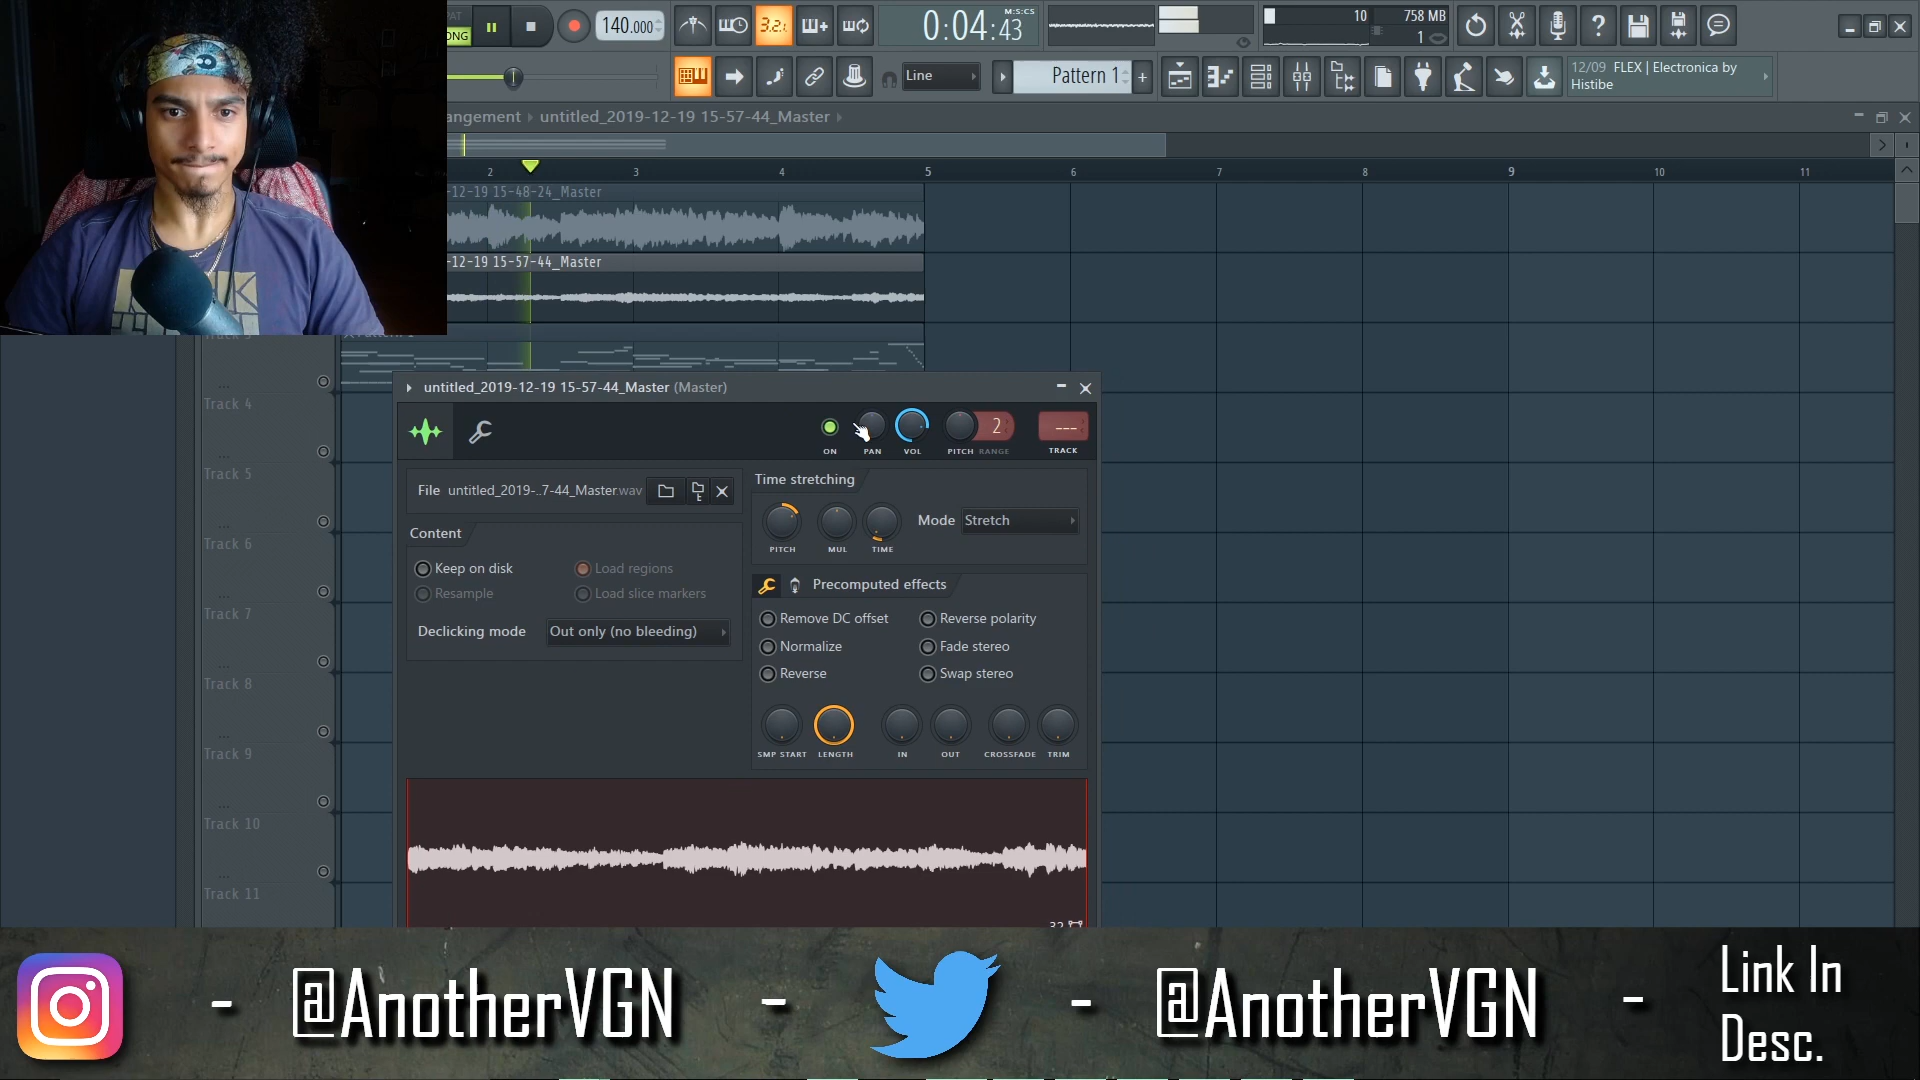 PAT
ONG
140.000
3.2.1
M:S:CS
0:04:43
10
758 MB
1
Line
Pattern 1
+
12/09 FLEX | Electronica by
Histibe
angement
untitled_2019-12-19 15-57-44_Master
2 3 4 5 6 7 8 9 10 11
-12-19 15-48-24_Master
-12-19 15-57-44_Master
Track 4
Track 5
Track 6
Track 7
Track 8
Track 9
Track 10
Track 11
untitled_2019-12-19 15-57-44_Master (Master)
2
---
ON PAN VOL PITCH RANGE TRACK
File untitled_2019-..7-44_Master.wav
Content
Keep on disk
Load regions
Resample
Load slice markers
Declicking mode Out only (no bleeding)
Time stretching
Mode Stretch
PITCH MUL TIME
Precomputed effects
Remove DC offset
Reverse polarity
Normalize
Fade stereo
Reverse
Swap stereo
SMP START LENGTH IN OUT CROSSFADE TRIM
- @AnotherVGN - - @AnotherVGN - Link In
Desc.